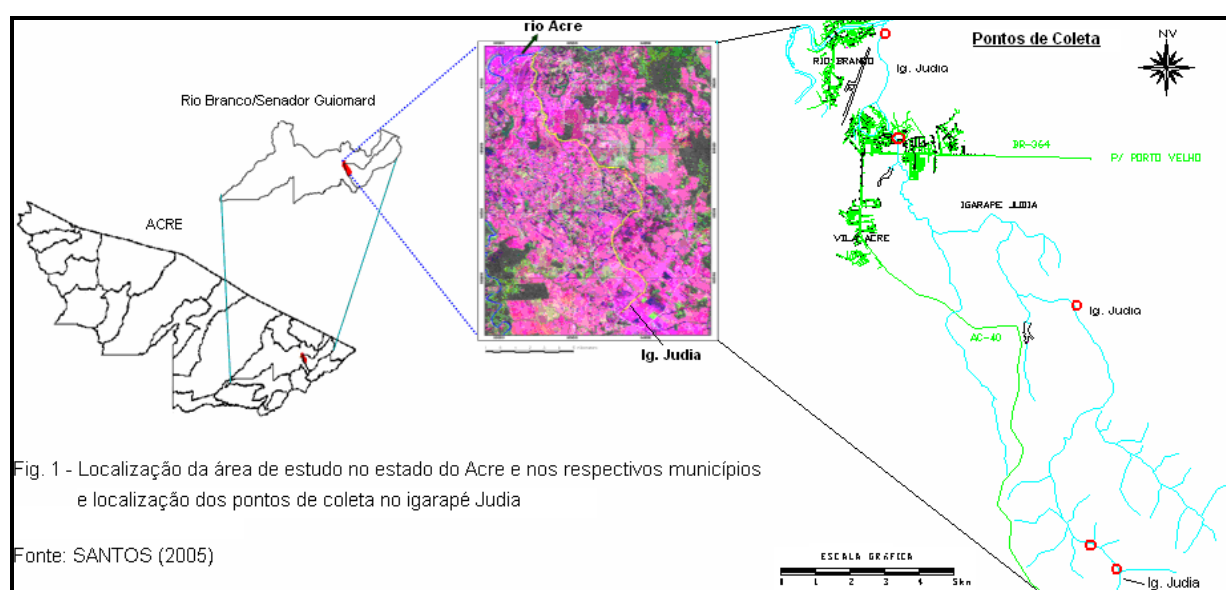 rio Acre
Rio Branco/Senador Guiomard
ACRE
Ig. Judia
Pontos de Coleta
NV
RIO BRANCO
Ig. Judia
BR-364
P/ PORTO VELHO
IGARAPE JUDIA
VILA ACRE
Ig. Judia
AC-40
Ig. Judia
ESCALA GRÁFICA
0 1 2 3 4 5km
Fig. 1 - Localização da área de estudo no estado do Acre e nos respectivos municípios
e localização dos pontos de coleta no igarapé Judia
Fonte: SANTOS (2005)